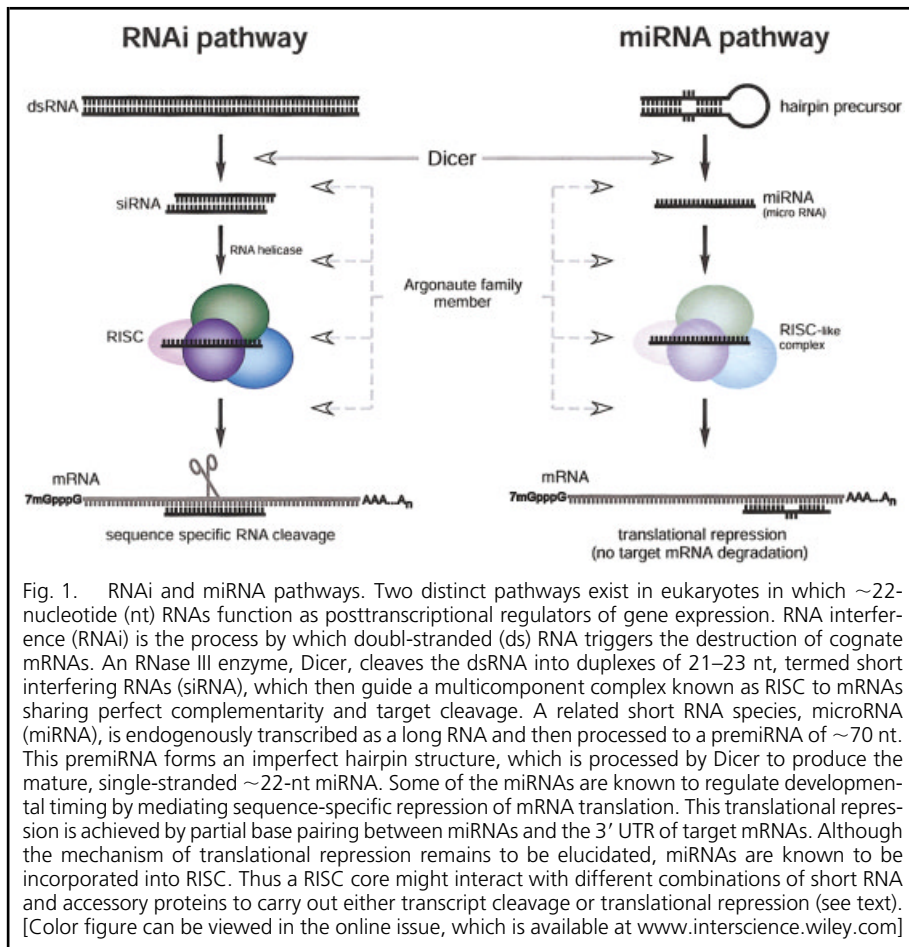 RNAi pathway
miRNA pathway
dsRNA
hairpin precursor
Dicer
siRNA
miRNA
(micro RNA)
RNA helicase
Argonaute family
member
RISC
RISC-like
complex
mRNA
7mGpppG
AAA...An
sequence specific RNA cleavage
mRNA
7mGpppG
AAA...An
translational repression
(no target mRNA degradation)
Fig. 1. RNAi and miRNA pathways. Two distinct pathways exist in eukaryotes in which ~22-
nucleotide (nt) RNAs function as posttranscriptional regulators of gene expression. RNA interfer-
ence (RNAi) is the process by which doubl-stranded (ds) RNA triggers the destruction of cognate
mRNAs. An RNase III enzyme, Dicer, cleaves the dsRNA into duplexes of 21–23 nt, termed short
interfering RNAs (siRNA), which then guide a multicomponent complex known as RISC to mRNAs
sharing perfect complementarity and target cleavage. A related short RNA species, microRNA
(miRNA), is endogenously transcribed as a long RNA and then processed to a premiRNA of ~70 nt.
This premiRNA forms an imperfect hairpin structure, which is processed by Dicer to produce the
mature, single-stranded ~22-nt miRNA. Some of the miRNAs are known to regulate developmen-
tal timing by mediating sequence-specific repression of mRNA translation. This translational repres-
sion is achieved by partial base pairing between miRNAs and the 3′ UTR of target mRNAs. Although
the mechanism of translational repression remains to be elucidated, miRNAs are known to be
incorporated into RISC. Thus a RISC core might interact with different combinations of short RNA
and accessory proteins to carry out either transcript cleavage or translational repression (see text).
[Color figure can be viewed in the online issue, which is available at www.interscience.wiley.com]